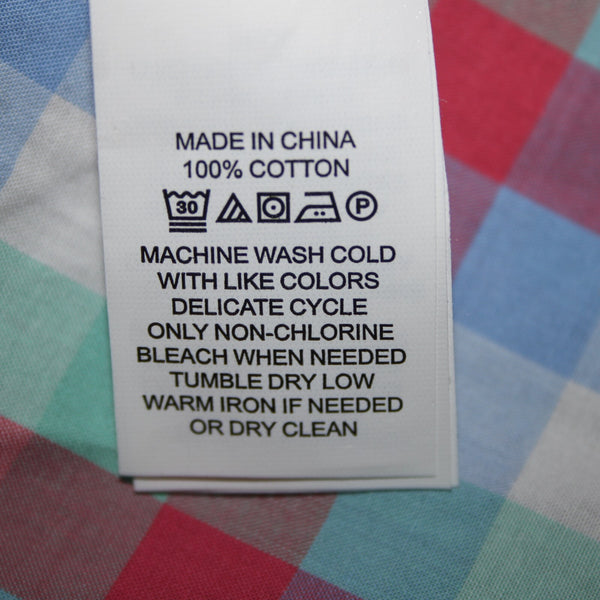 MADE IN CHINA
100% COTTON
30 P
MACHINE WASH COLD
WITH LIKE COLORS
DELICATE CYCLE
ONLY NON-CHLORINE
BLEACH WHEN NEEDED
TUMBLE DRY LOW
WARM IRON IF NEEDED
OR DRY CLEAN